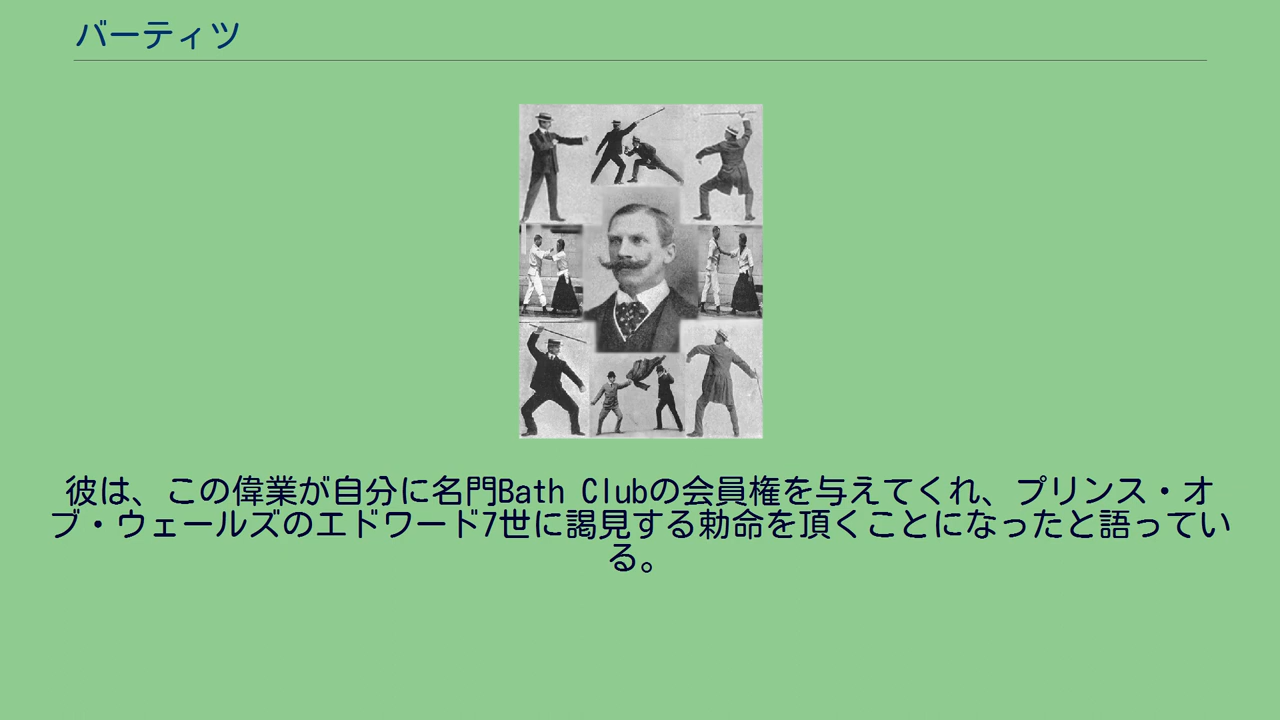 バーティツ
彼は、この偉業が自分に名門Bath Clubの会員権を与えてくれ、プリンス・オ
ブ・ウェールズのエドワード7世に謁見する勅命を頂くことになったと語ってい
る。